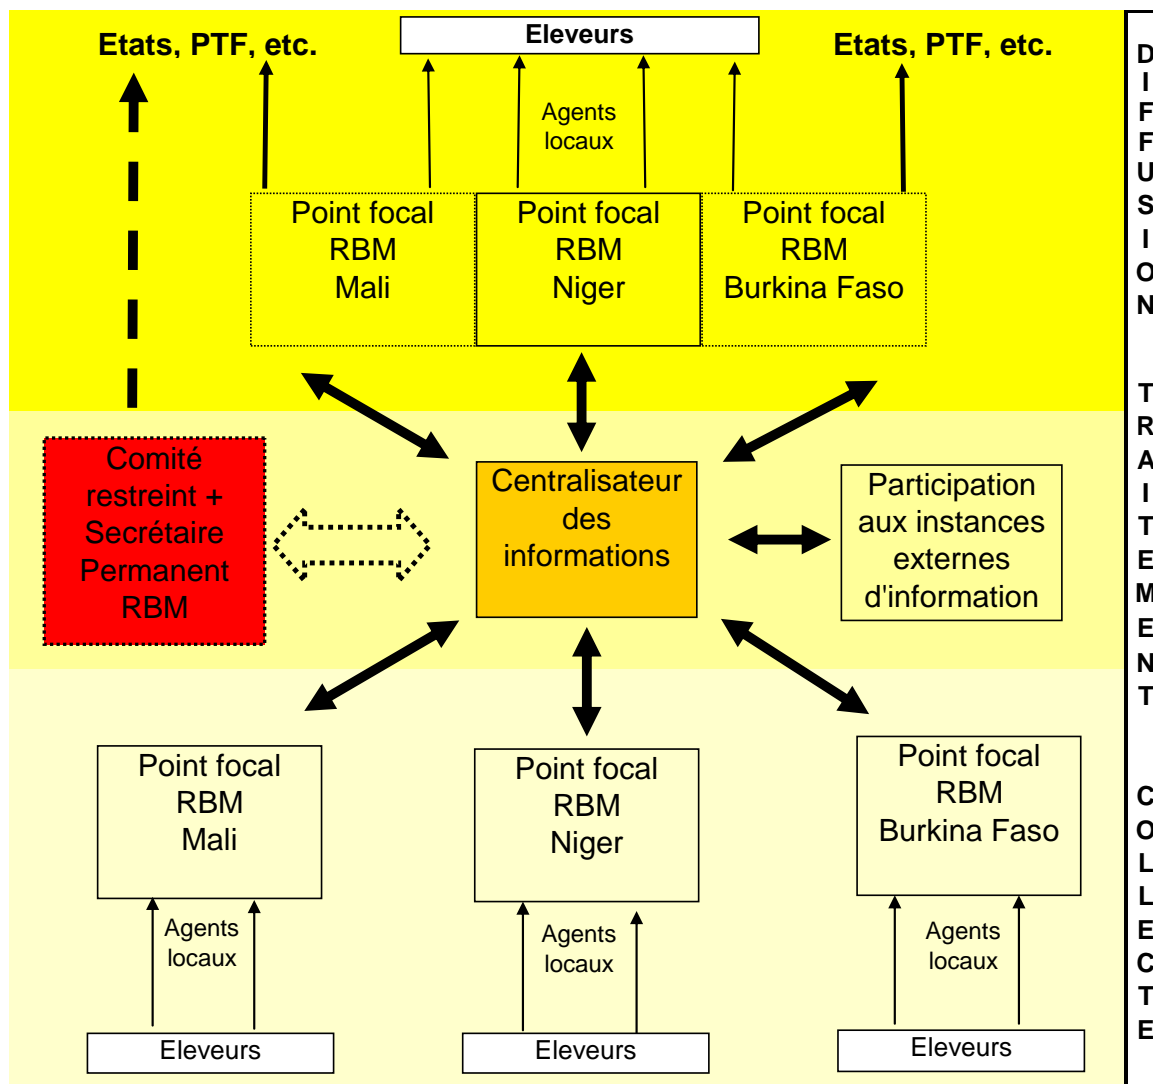 Etats, PTF, etc.
Eleveurs
Etats, PTF, etc.
Agents
locaux
Point focal
RBM
Mali
Point focal
RBM
Niger
Point focal
RBM
Burkina Faso
DIFFUSION
Comité
restreint +
Secrétaire
Permanent
RBM
Centralisateur
des
informations
Participation
aux instances
externes
d'information
TRAITEMENT
Point focal
RBM
Mali
Point focal
RBM
Niger
Point focal
RBM
Burkina Faso
Agents
locaux
Agents
locaux
Agents
locaux
Eleveurs
Eleveurs
Eleveurs
COLLECTE